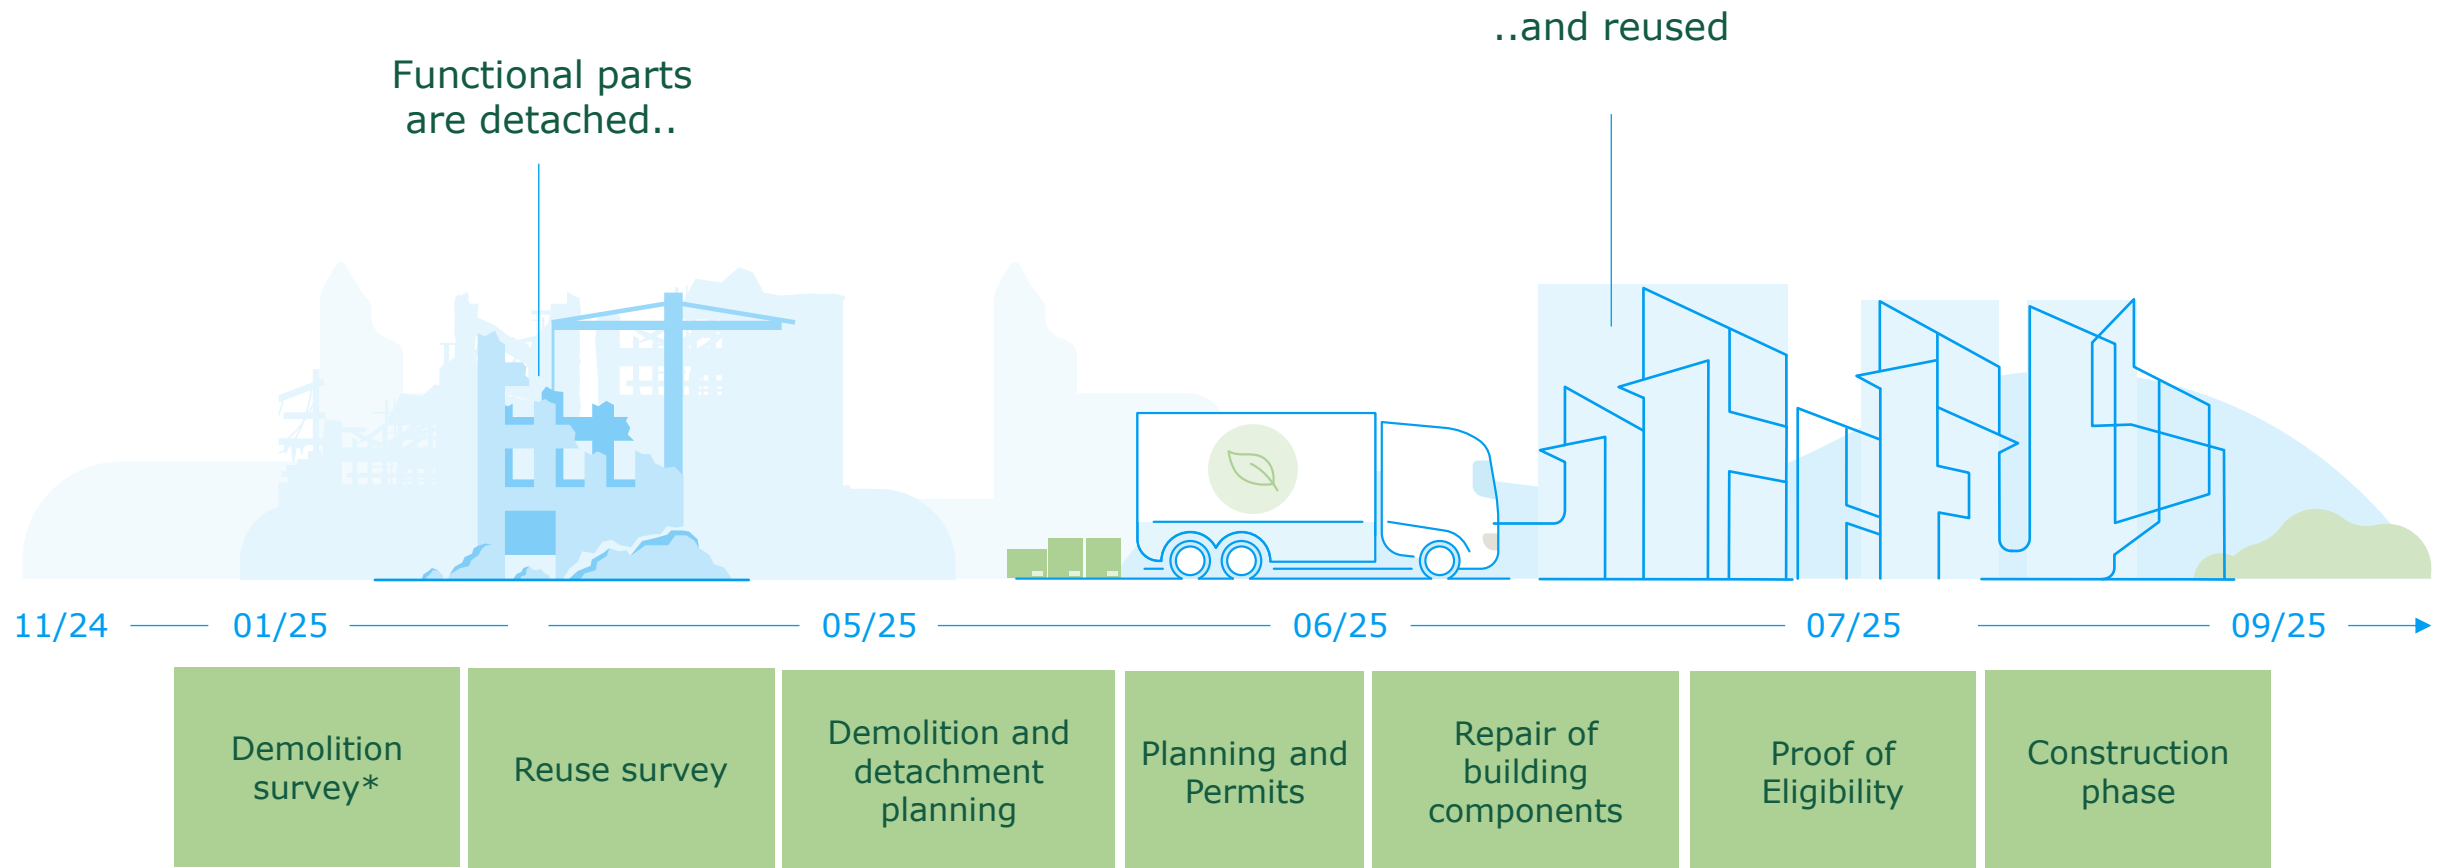 ..and reused
Functional parts
are detached..
11/24
01/25
05/25
06/25
07/25
09/25
Demolition
survey*
Reuse survey
Demolition and
detachment
planning
Planning and
Permits
Repair of
building
components
Proof of
Eligibility
Construction
phase